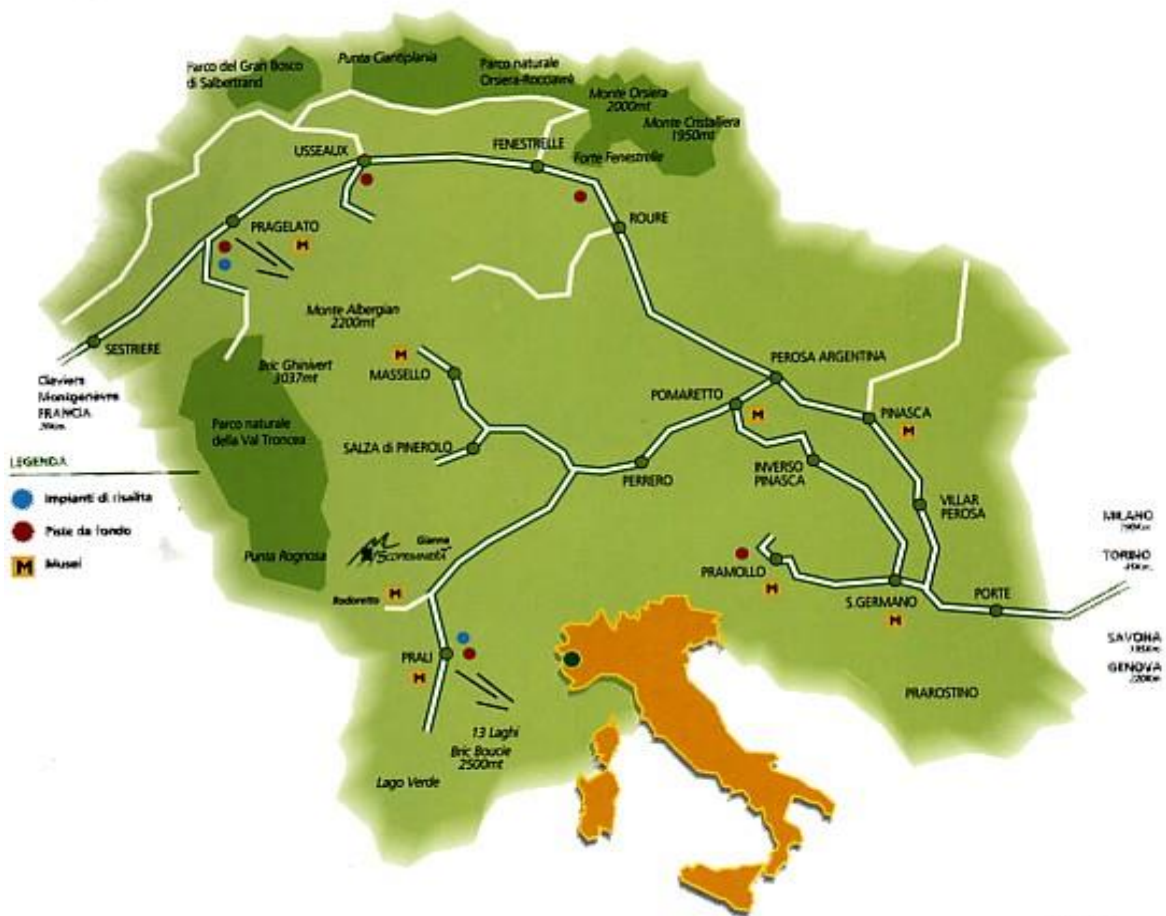 Parco del Gran Bosco
di Salbertrand
Punta Ciantiplania
Parco naturale
Orsiera-Rocciavrè
Monte Orsiera
2000mt
Monte Cristalliera
1950mt
USSEAUX
FENESTRELLE
Forte Fenestrelle
PRAGELATO
M
ROURE
Monte Albergian
2200mt
SESTRIERE
Bric Ghinivert
3037mt
M
MASSELLO
PEROSA ARGENTINA
Claviere
Montgenèvre
FRANCIA
POMARETTO
M
PINASCA
M
Parco naturale
della Val Troncea
SALZA di PINEROLO
PERRERO
INVERSO
PINASCA
LEGENDA
Impianti di risalita
Piste da fondo
M Musei
VILLAR
PEROSA
MILANO
TORINO
Punta Rognosa
Gianna
SCOPRIMINIERA
Rodoretto
M
PRAMOLLO
M
S.GERMANO
M
PORTE
SAVONA
GENOVA
PRALI
M
PRAROSTINO
13 Laghi
Bric Boucie
2500mt
Lago Verde